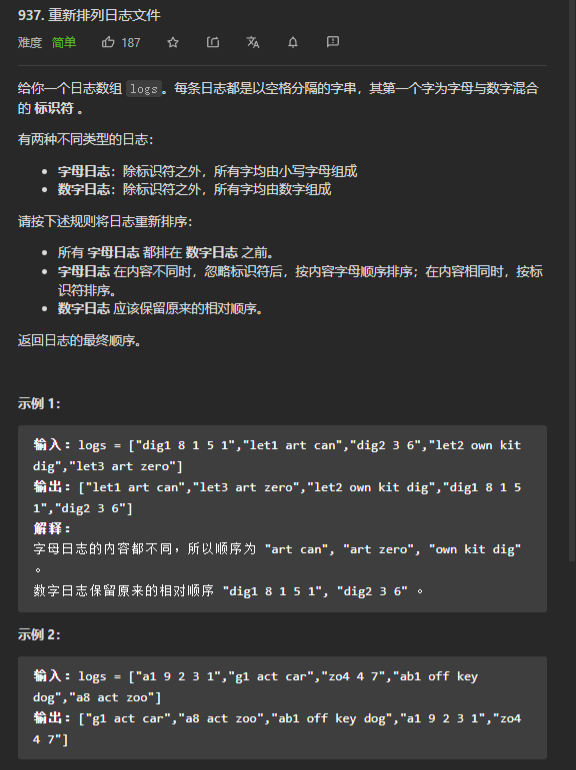 937. 重新排列日志文件
难度 简单 187
给你一个日志数组 logs。每条日志都是以空格分隔的字串，其第一个字为字母与数字混合
的 标识符 。
有两种不同类型的日志：
• 字母日志：除标识符之外，所有字均由小写字母组成
• 数字日志：除标识符之外，所有字均由数字组成
请按下述规则将日志重新排序：
• 所有 字母日志 都排在 数字日志 之前。
• 字母日志 在内容不同时，忽略标识符后，按内容字母顺序排序；在内容相同时，按标
识符排序。
• 数字日志 应该保留原来的相对顺序。
返回日志的最终顺序。
示例 1：
输入：logs = ["dig1 8 1 5 1","let1 art can","dig2 3 6","let2 own kit
dig","let3 art zero"]
输出：["let1 art can","let3 art zero","let2 own kit dig","dig1 8 1 5
1","dig2 3 6"]
解释：
字母日志的内容都不同，所以顺序为 "art can", "art zero", "own kit dig"
。
数字日志保留原来的相对顺序 "dig1 8 1 5 1", "dig2 3 6" 。
示例 2：
输入：logs = ["a1 9 2 3 1","g1 act car","zo4 4 7","ab1 off key
dog","a8 act zoo"]
输出：["g1 act car","a8 act zoo","ab1 off key dog","a1 9 2 3 1","zo4
4 7"]